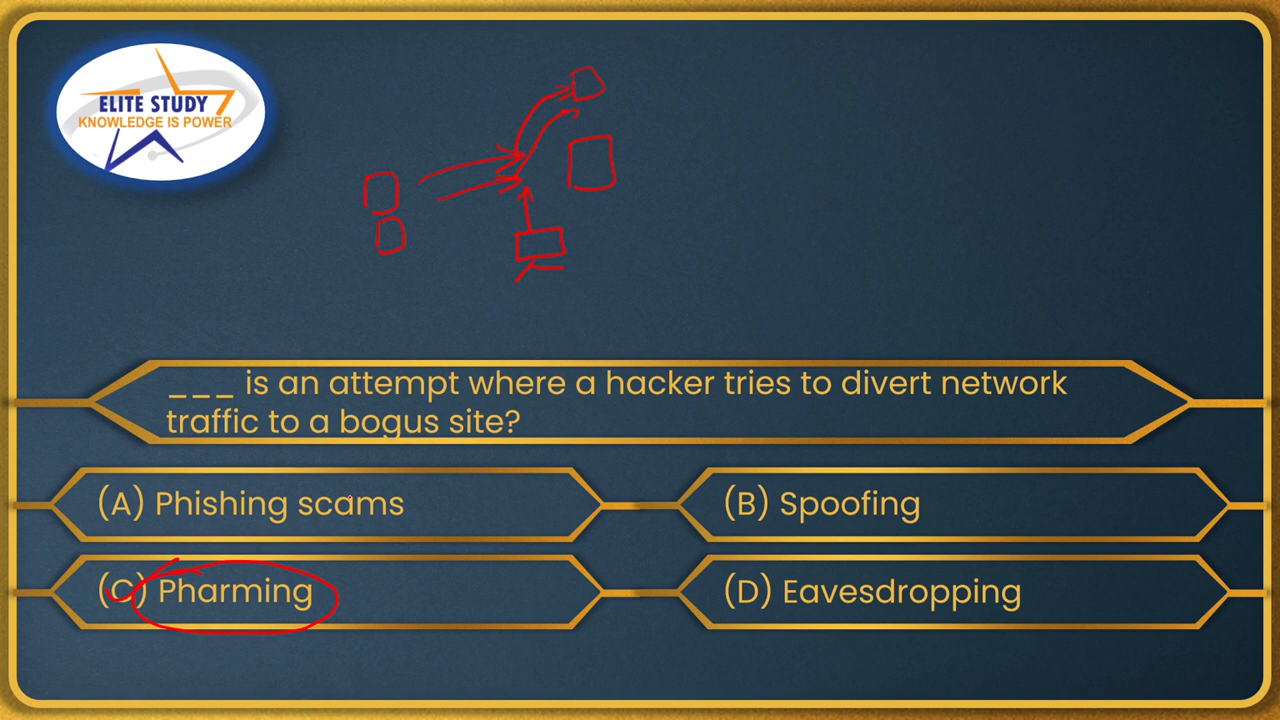 ELITE STUDY
KNOWLEDGE IS POWER
___ is an attempt where a hacker tries to divert network
traffic to a bogus site?
(A) Phishing scams
(B) Spoofing
(C) Pharming
(D) Eavesdropping